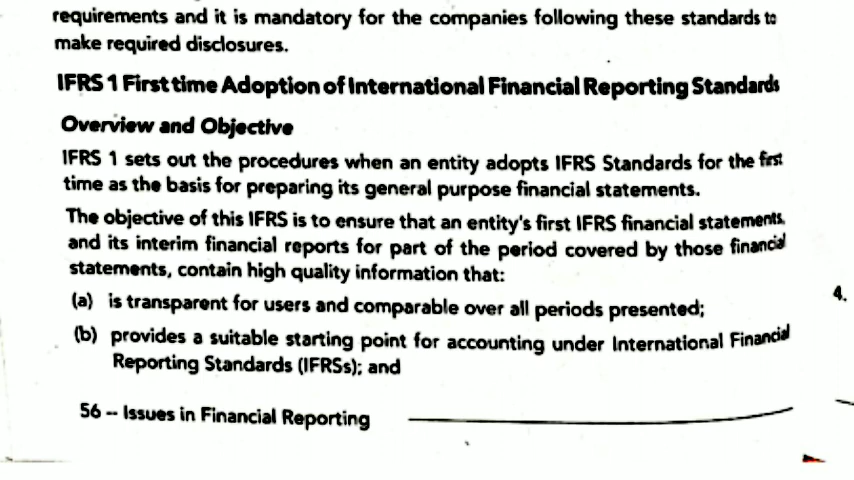 requirements and it is mandatory for the companies following these standards to
make required disclosures.
IFRS 1 First time Adoption of International Financial Reporting Standards
Overview and Objective
IFRS 1 sets out the procedures when an entity adopts IFRS Standards for the first
time as the basis for preparing its general purpose financial statements.
The objective of this IFRS is to ensure that an entity's first IFRS financial statements,
and its interim financial reports for part of the period covered by those financial
statements, contain high quality information that:
(a) is transparent for users and comparable over all periods presented;
4.
(b) provides a suitable starting point for accounting under International Financial
Reporting Standards (IFRSs); and
56 -- Issues in Financial Reporting